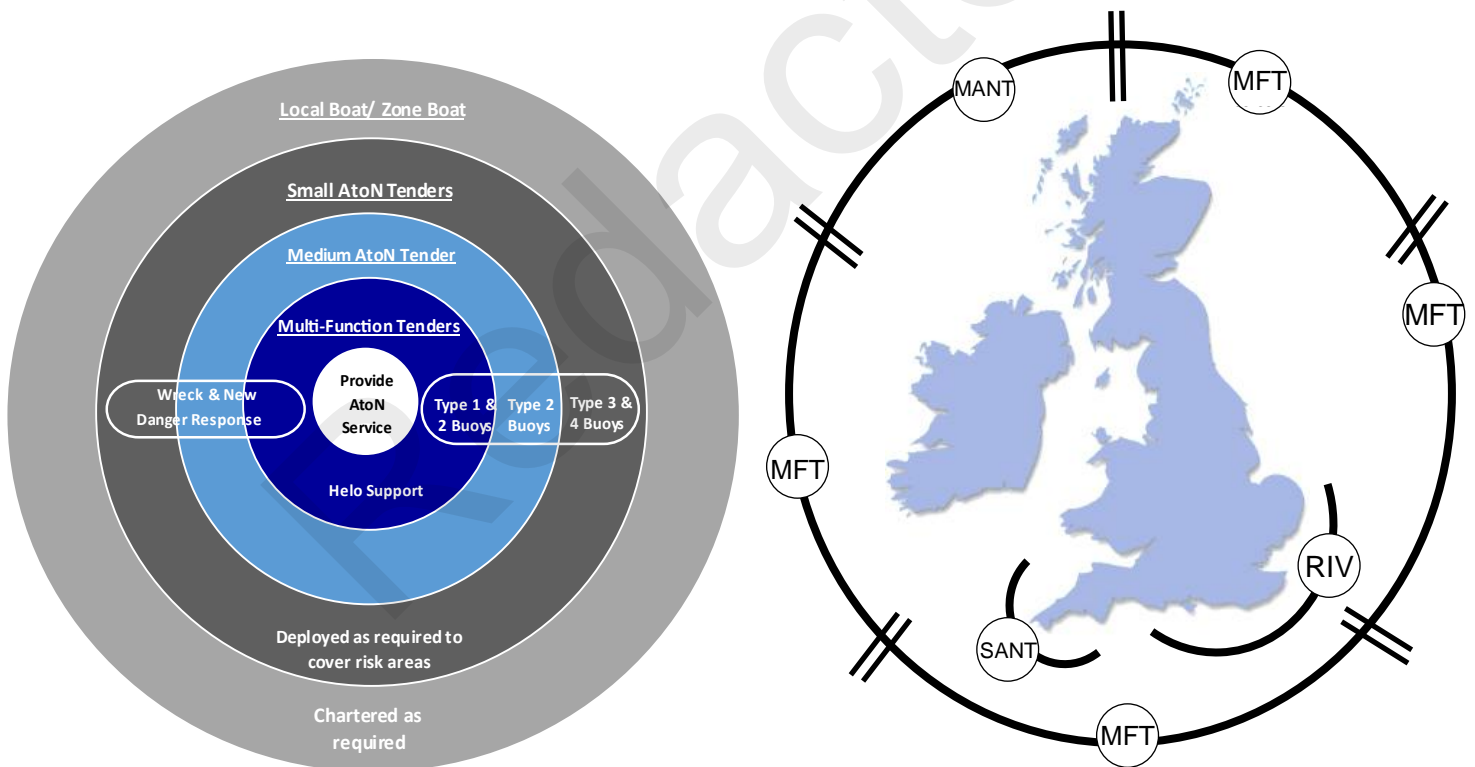 Local Boat/ Zone Boat
Small AtoN Tenders
Medium AtoN Tender
Multi-Function Tenders
Provide
AtoN
Service
Wreck & New
Danger Response
Type 1 &
2 Buoys
Type 2
Buoys
Type 3 &
4 Buoys
Helo Support
Deployed as required to
cover risk areas
Chartered as
required
MANT
MFT
MFT
MFT
RIV
SANT
MFT
Redacte